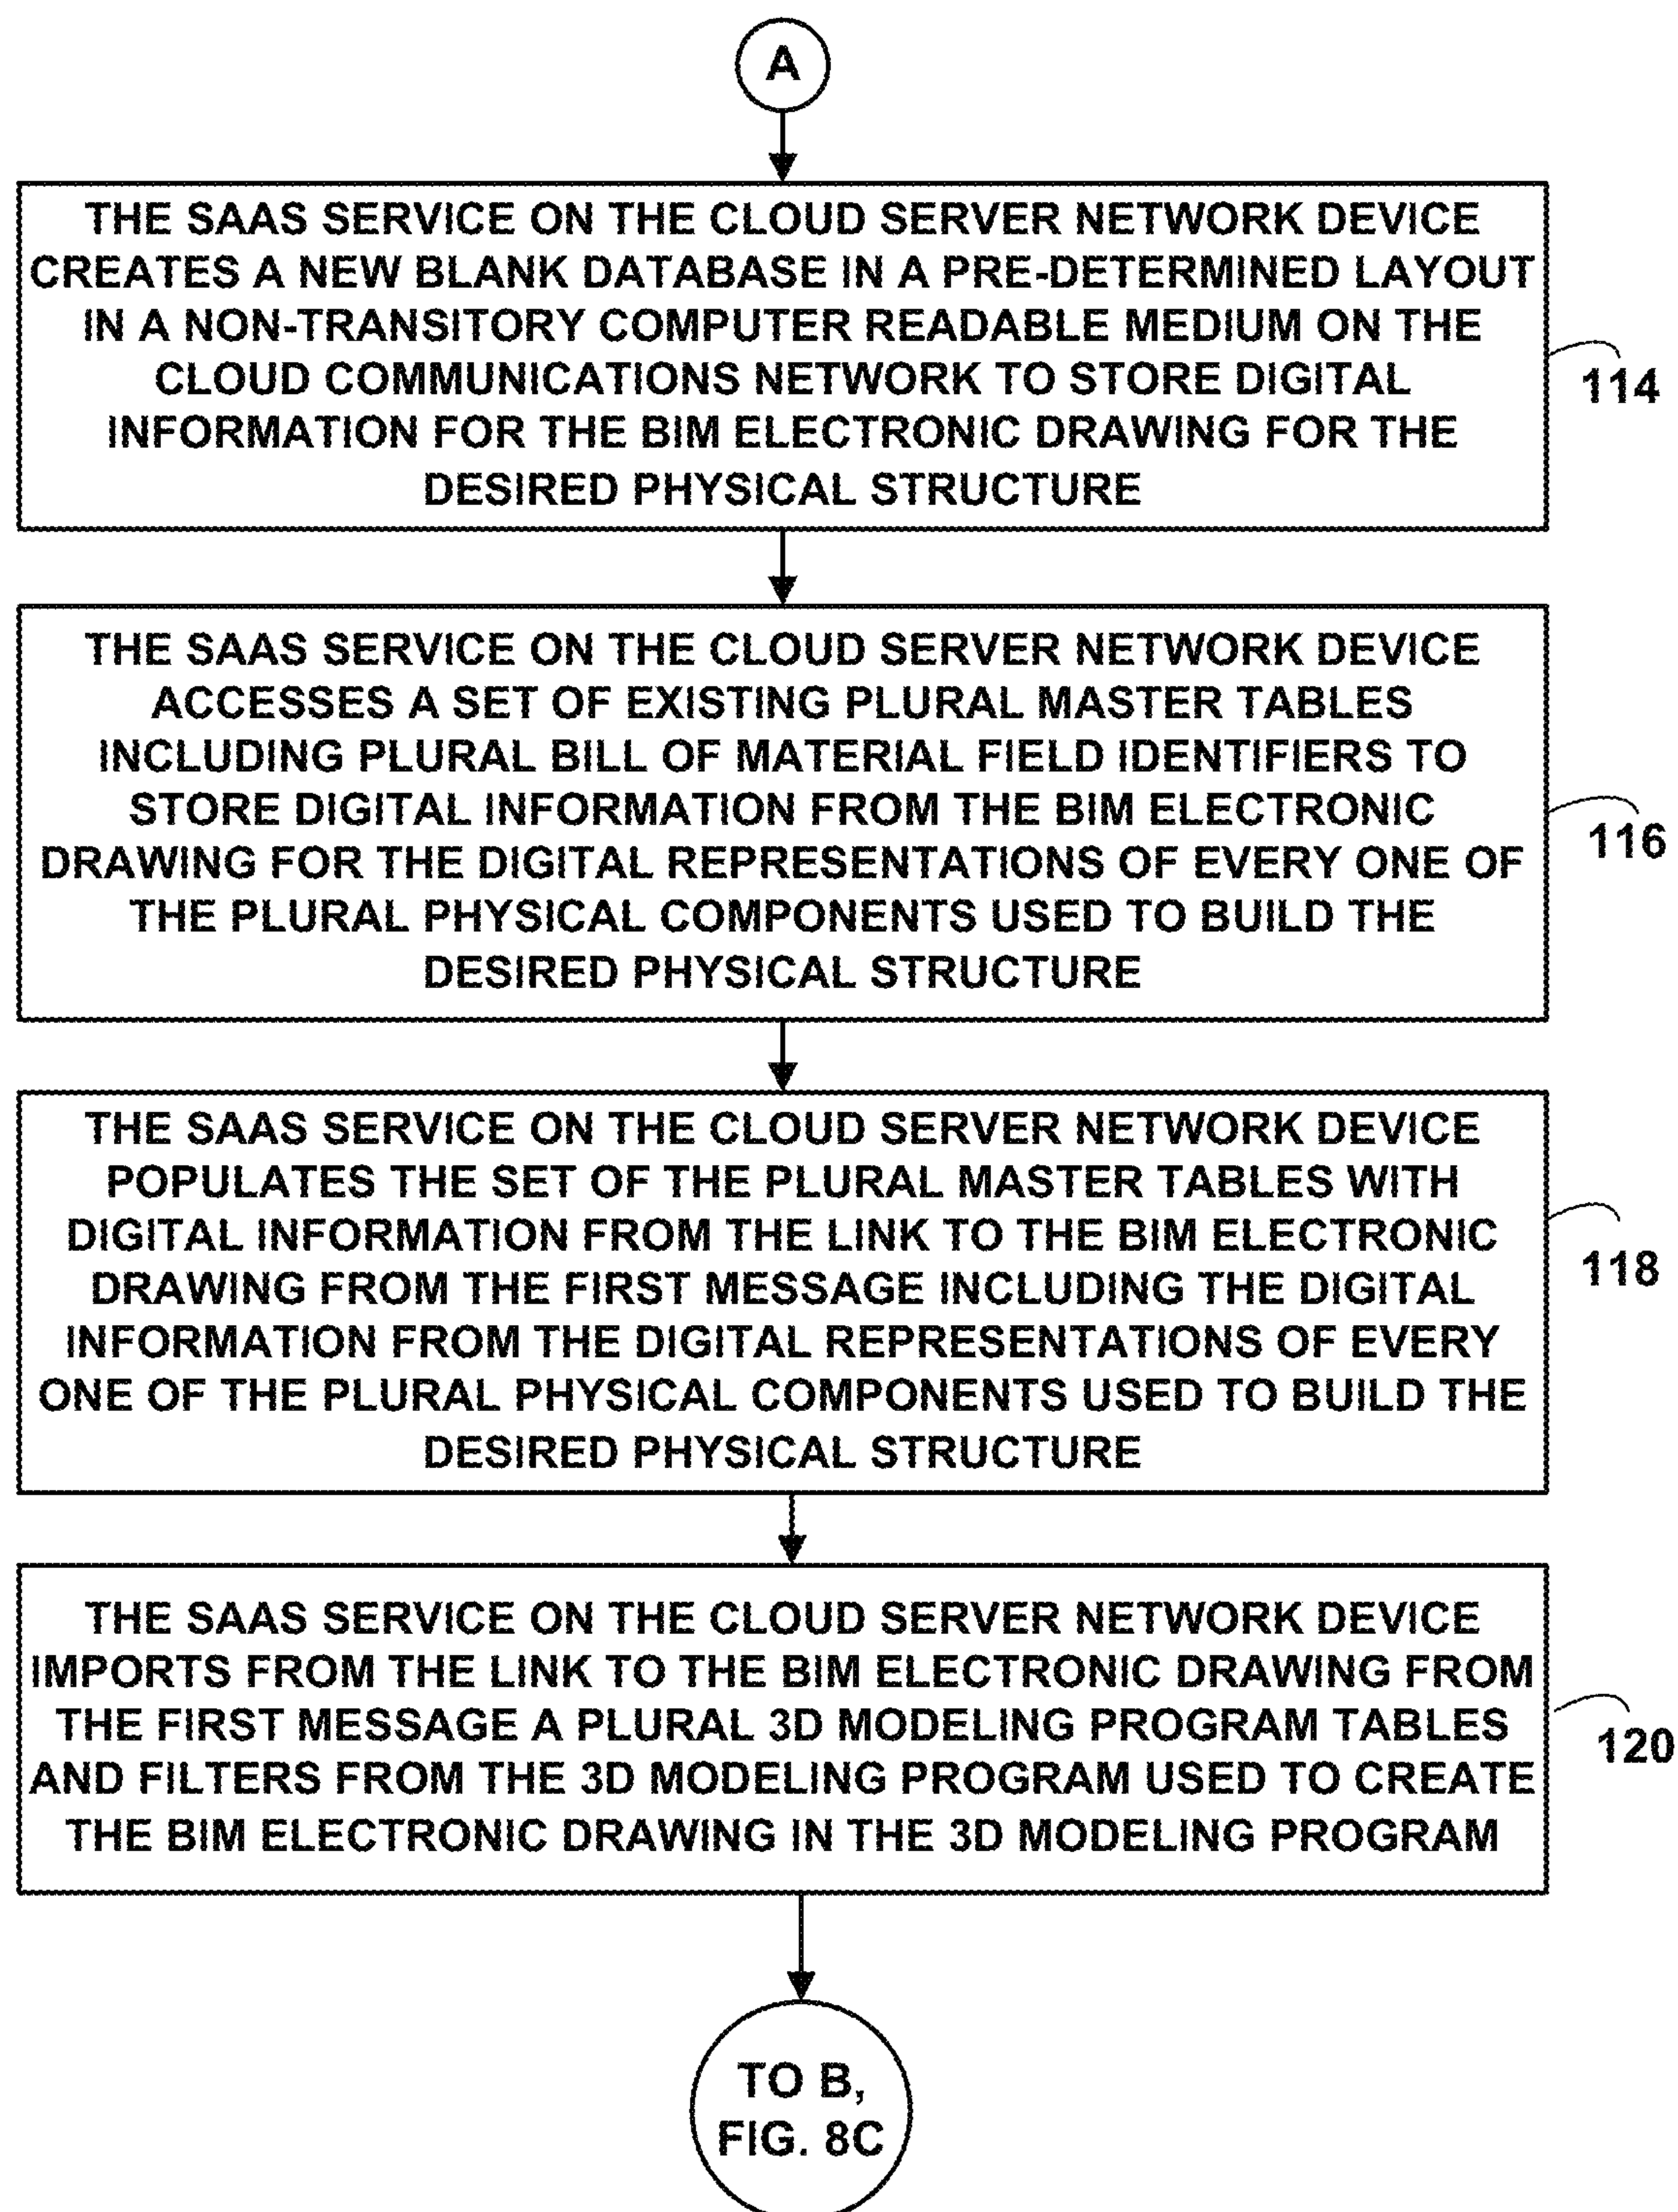 A
THE SAAS SERVICE ON THE CLOUD SERVER NETWORK DEVICE
CREATES A NEW BLANK DATABASE IN A PRE-DETERMINED LAYOUT
IN A NON-TRANSITORY COMPUTER READABLE MEDIUM ON THE
CLOUD COMMUNICATIONS NETWORK TO STORE DIGITAL
INFORMATION FOR THE BIM ELECTRONIC DRAWING FOR THE
DESIRED PHYSICAL STRUCTURE
114
THE SAAS SERVICE ON THE CLOUD SERVER NETWORK DEVICE
ACCESSES A SET OF EXISTING PLURAL MASTER TABLES
INCLUDING PLURAL BILL OF MATERIAL FIELD IDENTIFIERS TO
STORE DIGITAL INFORMATION FROM THE BIM ELECTRONIC
DRAWING FOR THE DIGITAL REPRESENTATIONS OF EVERY ONE OF
THE PLURAL PHYSICAL COMPONENTS USED TO BUILD THE
DESIRED PHYSICAL STRUCTURE
116
THE SAAS SERVICE ON THE CLOUD SERVER NETWORK DEVICE
POPULATES THE SET OF THE PLURAL MASTER TABLES WITH
DIGITAL INFORMATION FROM THE LINK TO THE BIM ELECTRONIC
DRAWING FROM THE FIRST MESSAGE INCLUDING THE DIGITAL
INFORMATION FROM THE DIGITAL REPRESENTATIONS OF EVERY
ONE OF THE PLURAL PHYSICAL COMPONENTS USED TO BUILD THE
DESIRED PHYSICAL STRUCTURE
118
THE SAAS SERVICE ON THE CLOUD SERVER NETWORK DEVICE
IMPORTS FROM THE LINK TO THE BIM ELECTRONIC DRAWING FROM
THE FIRST MESSAGE A PLURAL 3D MODELING PROGRAM TABLES
AND FILTERS FROM THE 3D MODELING PROGRAM USED TO CREATE
THE BIM ELECTRONIC DRAWING IN THE 3D MODELING PROGRAM
120
TO B,
FIG. 8C